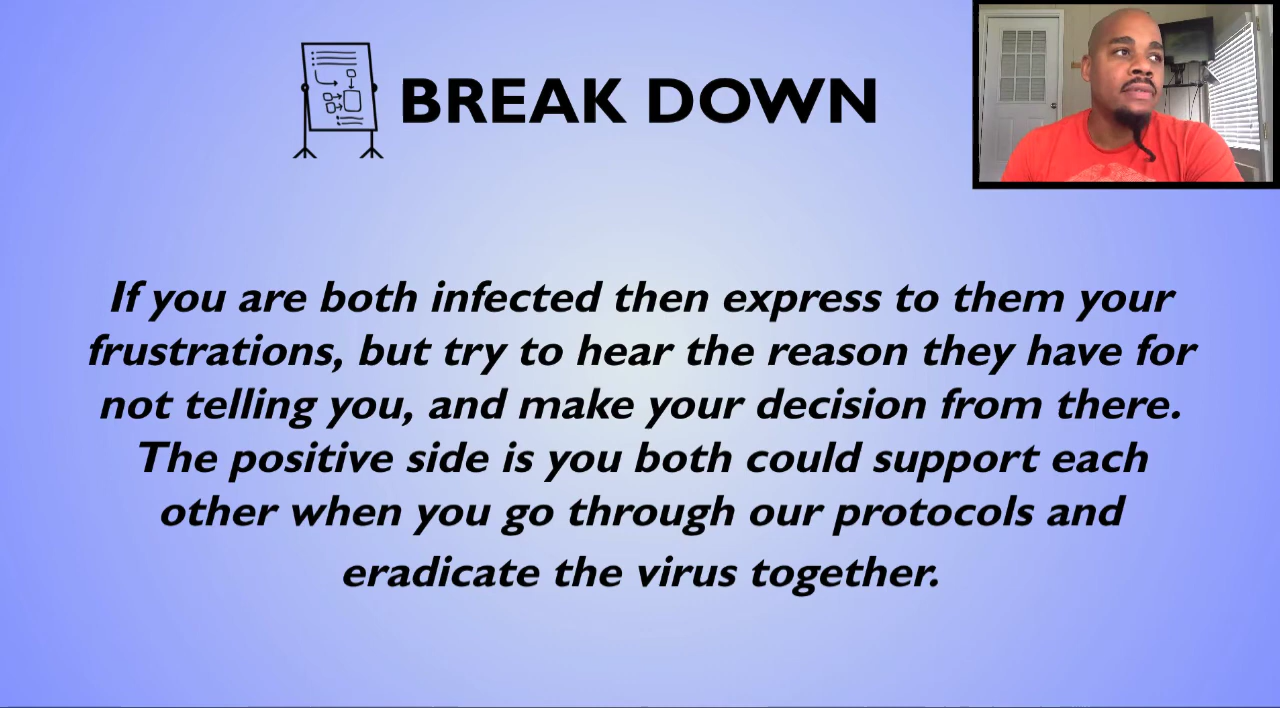 BREAK DOWN
If you are both infected then express to them your
frustrations, but try to hear the reason they have for
not telling you, and make your decision from there.
The positive side is you both could support each
other when you go through our protocols and
eradicate the virus together.